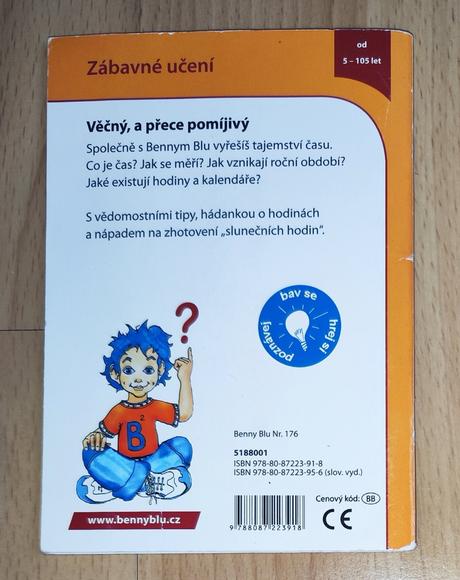 Zábavné učení
od
5 – 105 let
Věčný, a přece pomíjivý
Společně s Bennym Blu vyřešíš tajemství času.
Co je čas? Jak se měří? Jak vznikají roční období?
Jaké existují hodiny a kalendáře?
S vědomostními tipy, hádankou o hodinách
a nápadem na zhotovení „slunečních hodin“.
bav se
hrej si
poznávej
?
B 2
Benny Blu Nr. 176
5188001
ISBN 978-80-87223-91-8
ISBN 978-80-87223-95-6 (slov. vyd.)
Cenový kód: BB
CE
9 788087 223918
www.bennyblu.cz